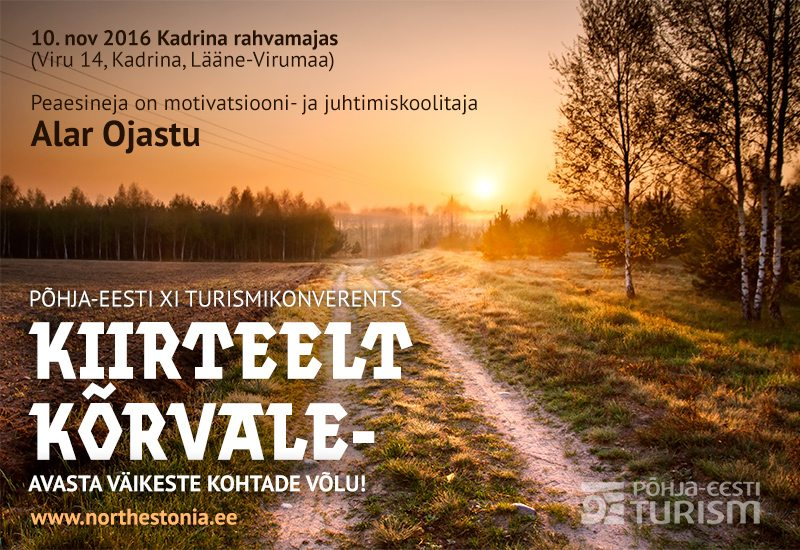 10. nov 2016 Kadrina rahvamajas
(Viru 14, Kadrina, Lääne-Virumaa)
Peaesineja on motivatsiooni- ja juhtimiskoolitaja
Alar Ojastu
PÕHJA-EESTI XI TURISMIKONVERENTS
KIIRTEELT
KÕRVALE-
AVASTA VÄIKESTE KOHTADE VÕLU!
www.northestonia.ee
PÕHJA-EESTI
TURISM